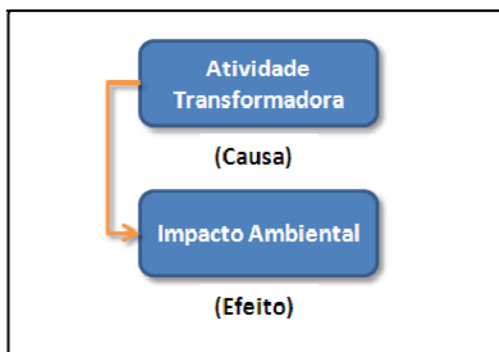 Atividade
Transformadora
(Causa)
Impacto Ambiental
(Efeito)